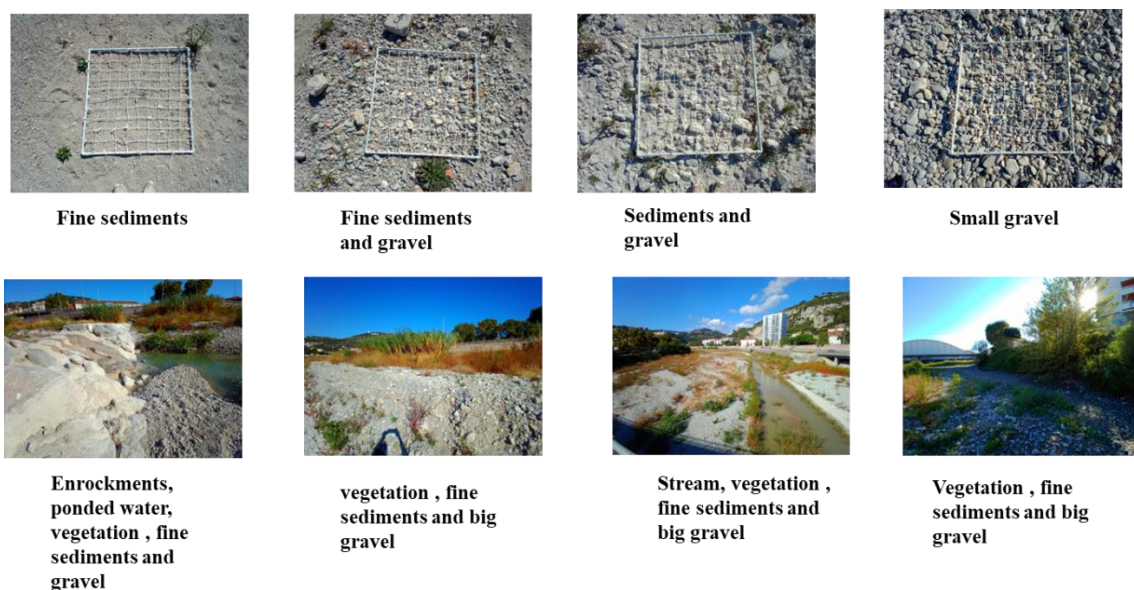 Fine sediments
Fine sediments
and gravel
Sediments and
gravel
Small gravel
Enrockments,
ponded water,
vegetation , fine
sediments and
gravel
vegetation , fine
sediments and big
gravel
Stream, vegetation ,
fine sediments and
big gravel
Vegetation , fine
sediments and big
gravel